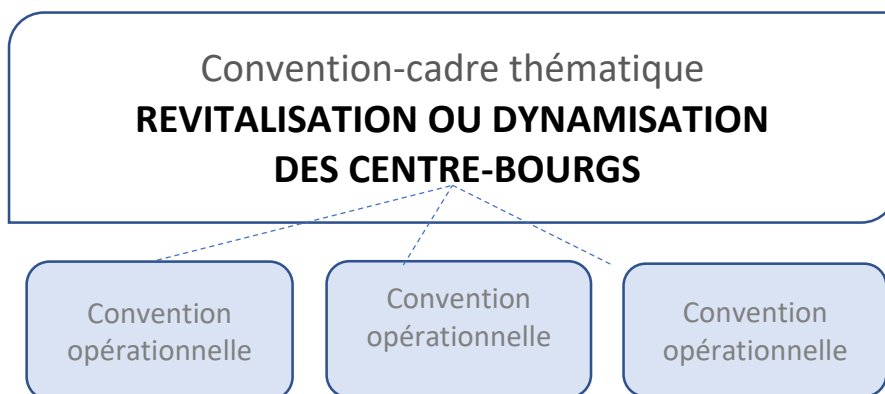 Convention-cadre thématique
REVITALISATION OU DYNAMISATION
DES CENTRE-BOURGS
Convention
opérationnelle
Convention
opérationnelle
Convention
opérationnelle